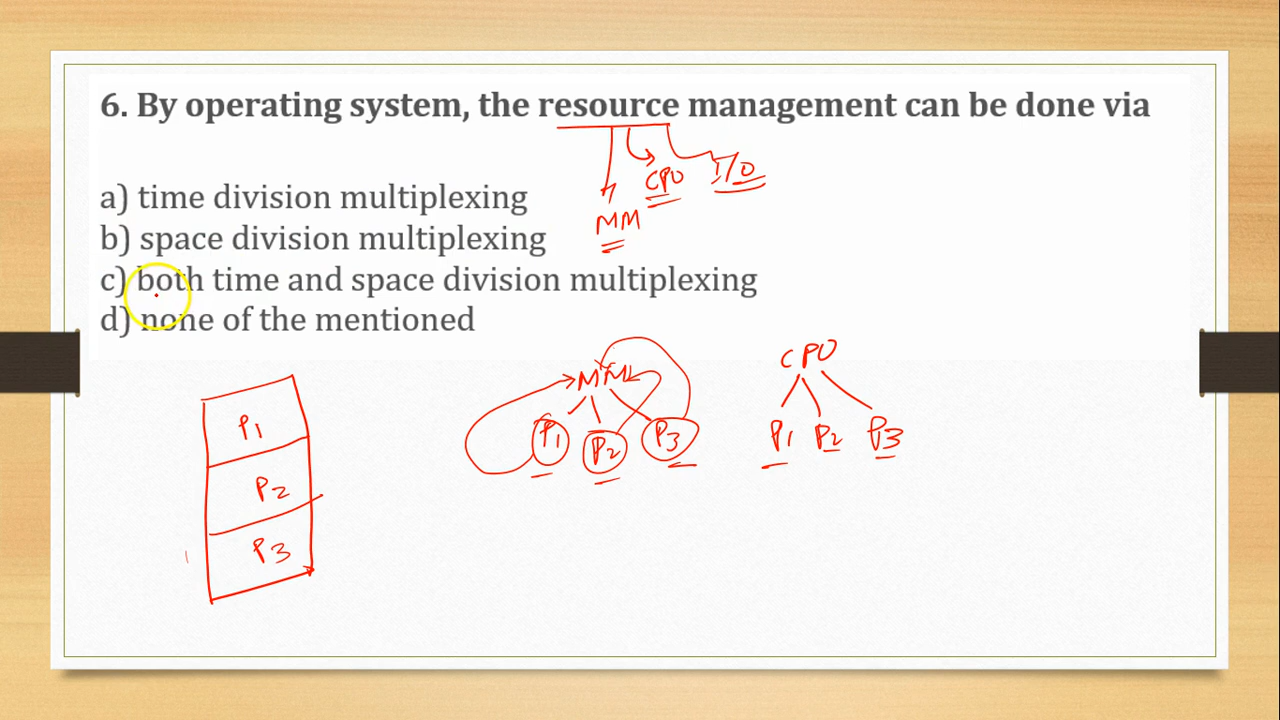 6. By operating system, the resource management can be done via
CPU I/O
a) time division multiplexing
MM
b) space division multiplexing
c) both time and space division multiplexing
d) none of the mentioned
MM CPU
P1 P1 P2 P3 P1 P2 P3
P2
P3